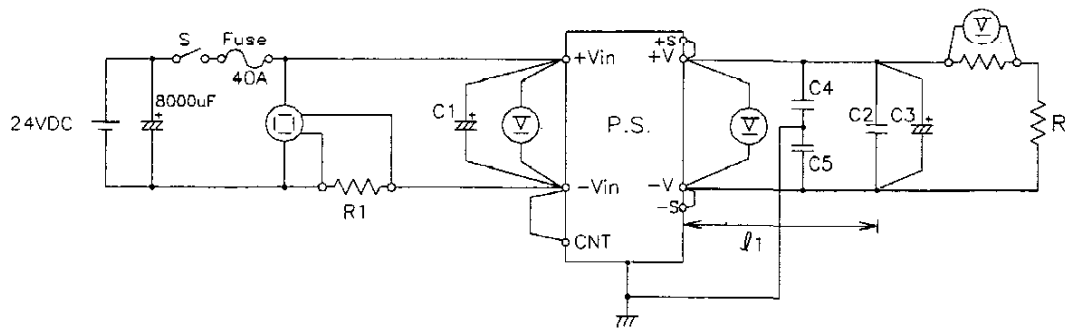 S
Fuse
40A
24VDC
+
8000uF
R1
C1
+
V
+Vin
-Vin
CNT
P.S.
+S
+V
-V
-S
V
C4
C5
C2
C3
+
V
R
ℓ1